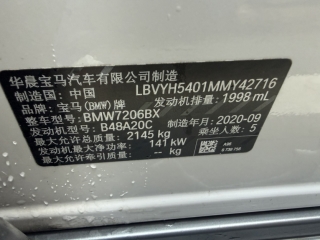 华晨宝马汽车有限公司制造
制造国：中国 LBVYH5401MMY42716
品牌：宝马(BMW)牌 发动机排量：1998 mL
整车型号：BMW7206BX
发动机型号：B48A20C 制造年月：2020-09
最大允许总质量：2145 kg 乘坐人数：5
发动机最大净功率：141 kW
最大允许牵引质量：- kg